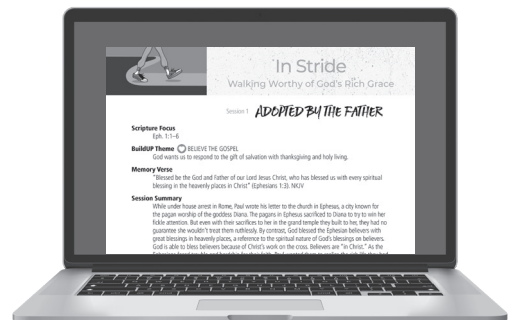 In Stride
Walking Worthy of God's Rich Grace
Session 1 ADOPTED BY THE FATHER
Scripture Focus
Eph. 1:1–6
BuildUP Theme BELIEVE THE GOSPEL
God wants us to respond to the gift of salvation with thanksgiving and holy living.
Memory Verse
"Blessed be the God and Father of our Lord Jesus Christ, who has blessed us with every spiritual
blessing in the heavenly places in Christ" (Ephesians 1:3). NKJV
Session Summary
While under house arrest in Rome, Paul wrote his letter to the church in Ephesus, a city known for
the pagan worship of the goddess Diana. The pagans in Ephesus sacrificed to Diana to try to win her
fickle attention. But even with their sacrifices to her in the grand temple they built to her, they had no
guarantee she wouldn't treat them ruthlessly. By contrast, God blessed the Ephesian believers with
great blessings in heavenly places, a reference to the spiritual nature of God's blessings on believers.
God is able to bless believers because of Christ's work on the cross. Believers are "in Christ." As the